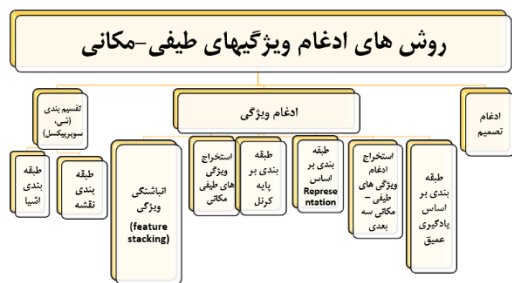 روش های ادغام ویژگیهای طیفی-مکانی
ادغام
تصمیم
ادغام ویژگی
تقسیم بندی
(شی،
سوپرپیکسل)
طبقه
بندی بر
اساس
یادگیری
عمیق
استخراج
ادغام
ویژگی های
طیفی –
مکانی سه
بعدی
طبقه
بندی بر
اساس
Represe
ntation
طبقه
بندی بر
پایه
کرنل
استخراج
ویژگی
های طیفی
مکانی
انباشتگی
ویژگی
(feature
stacking)
طبقه
بندی
نقشه
طبقه
بندی
اشیا